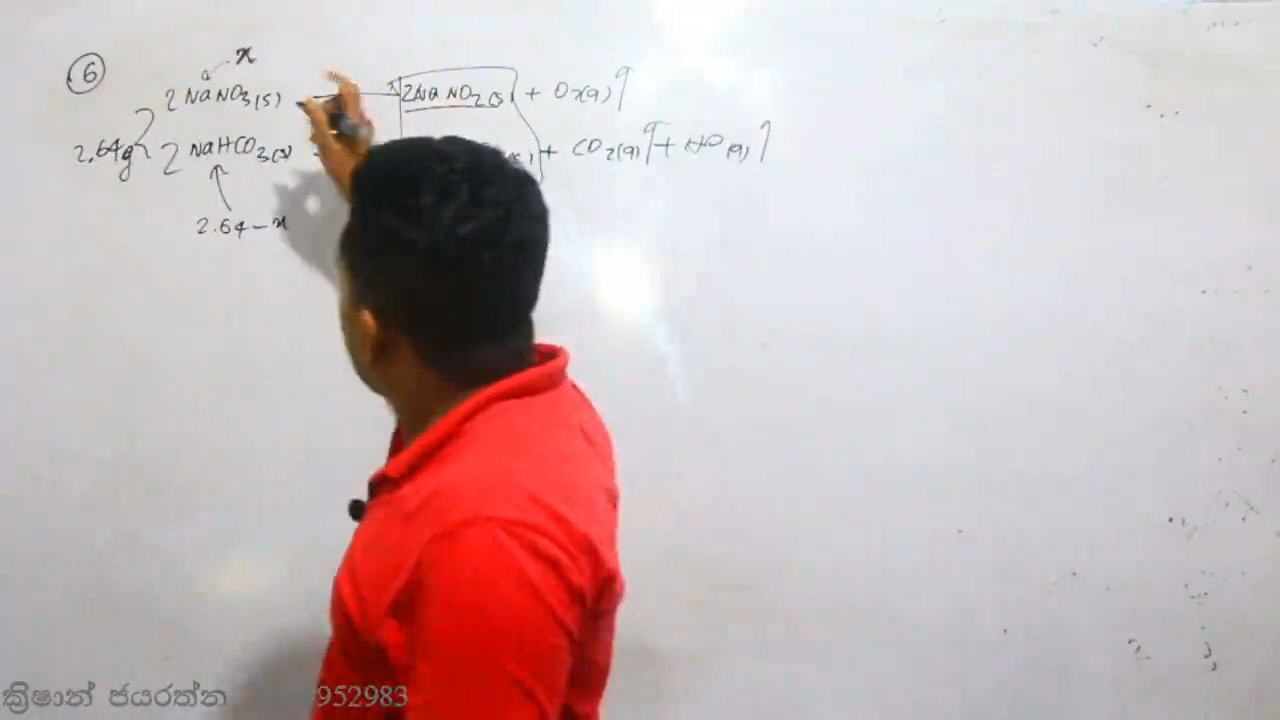 6
x
2 NaNO3(s) → 2NaNO2(s) + O2(g) ↑
2.64g
2 NaHCO3(s) + CO2(g) ↑ + H2O(g) ↑
2.64 - x
ක්‍රිෂාන් ජයරත්න 952983